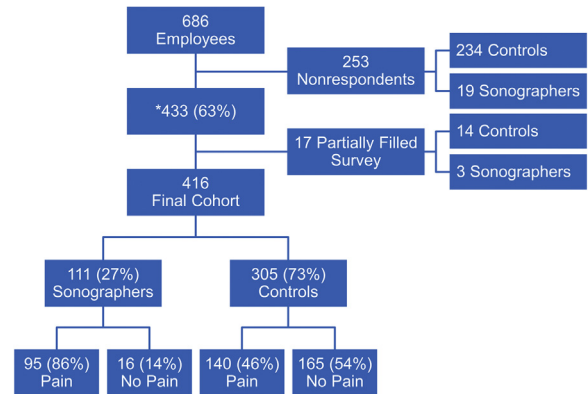 686
Employees
253
Nonrespondents
234 Controls
19 Sonographers
*433 (63%)
17 Partially Filled
Survey
14 Controls
3 Sonographers
416
Final Cohort
111 (27%)
Sonographers
305 (73%)
Controls
95 (86%)
Pain
16 (14%)
No Pain
140 (46%)
Pain
165 (54%)
No Pain